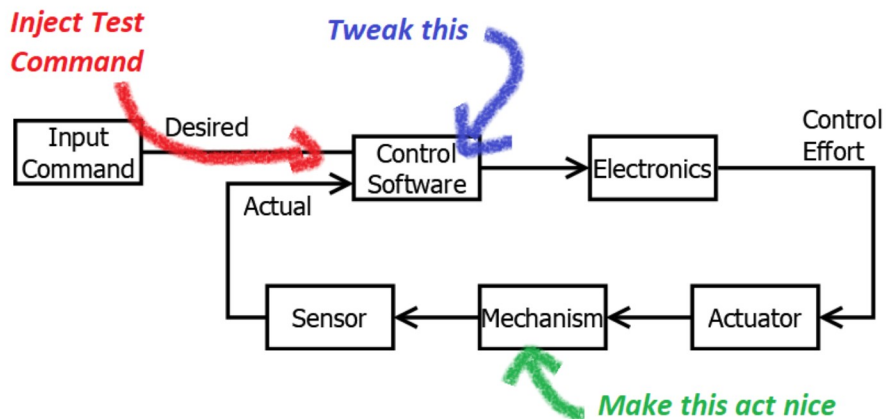 Inject Test
Command
Tweak this
Input
Command
Desired
Control
Software
Electronics
Control
Effort
Actual
Sensor
Mechanism
Actuator
Make this act nice